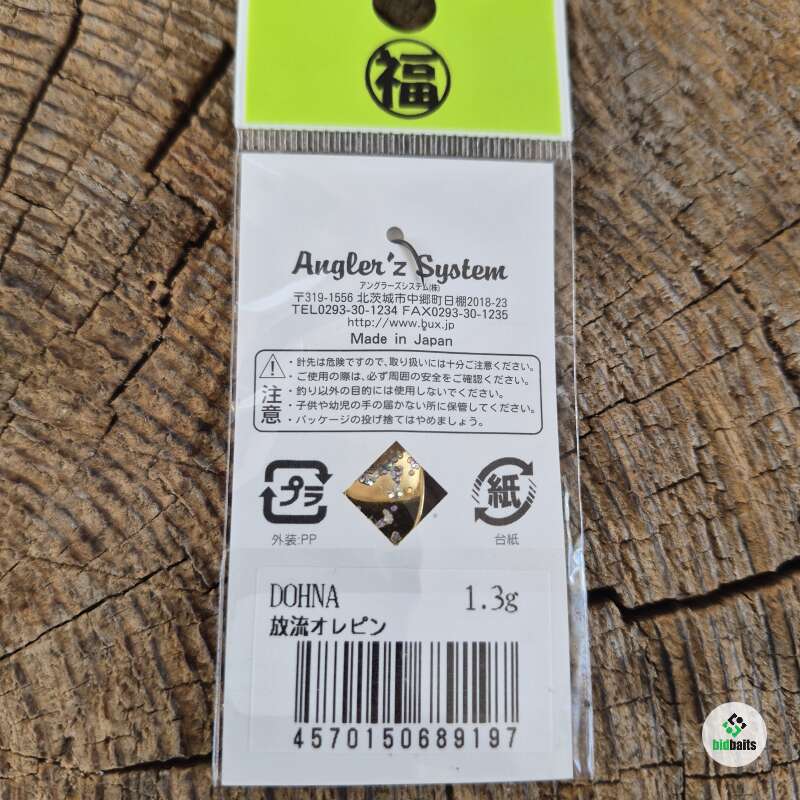 福
Angler'z System
アングラーズシステム(株)
〒319-1556 北茨城市中郷町日棚2018-23
TEL0293-30-1234 FAX0293-30-1235
http://www.bux.jp
Made in Japan
注意
・針先は危険ですので、取り扱いには十分ご注意ください。
・ご使用の際は、必ず周囲の安全をご確認ください。
・釣り以外の目的には使用しないでください。
・子供や幼児の手の届かない所に保管してください。
・パッケージの投げ捨てはやめましょう。
プラ
外装:PP
紙
台紙
DOHNA 1.3g
放流オレピン
4570150689197
bidbaits